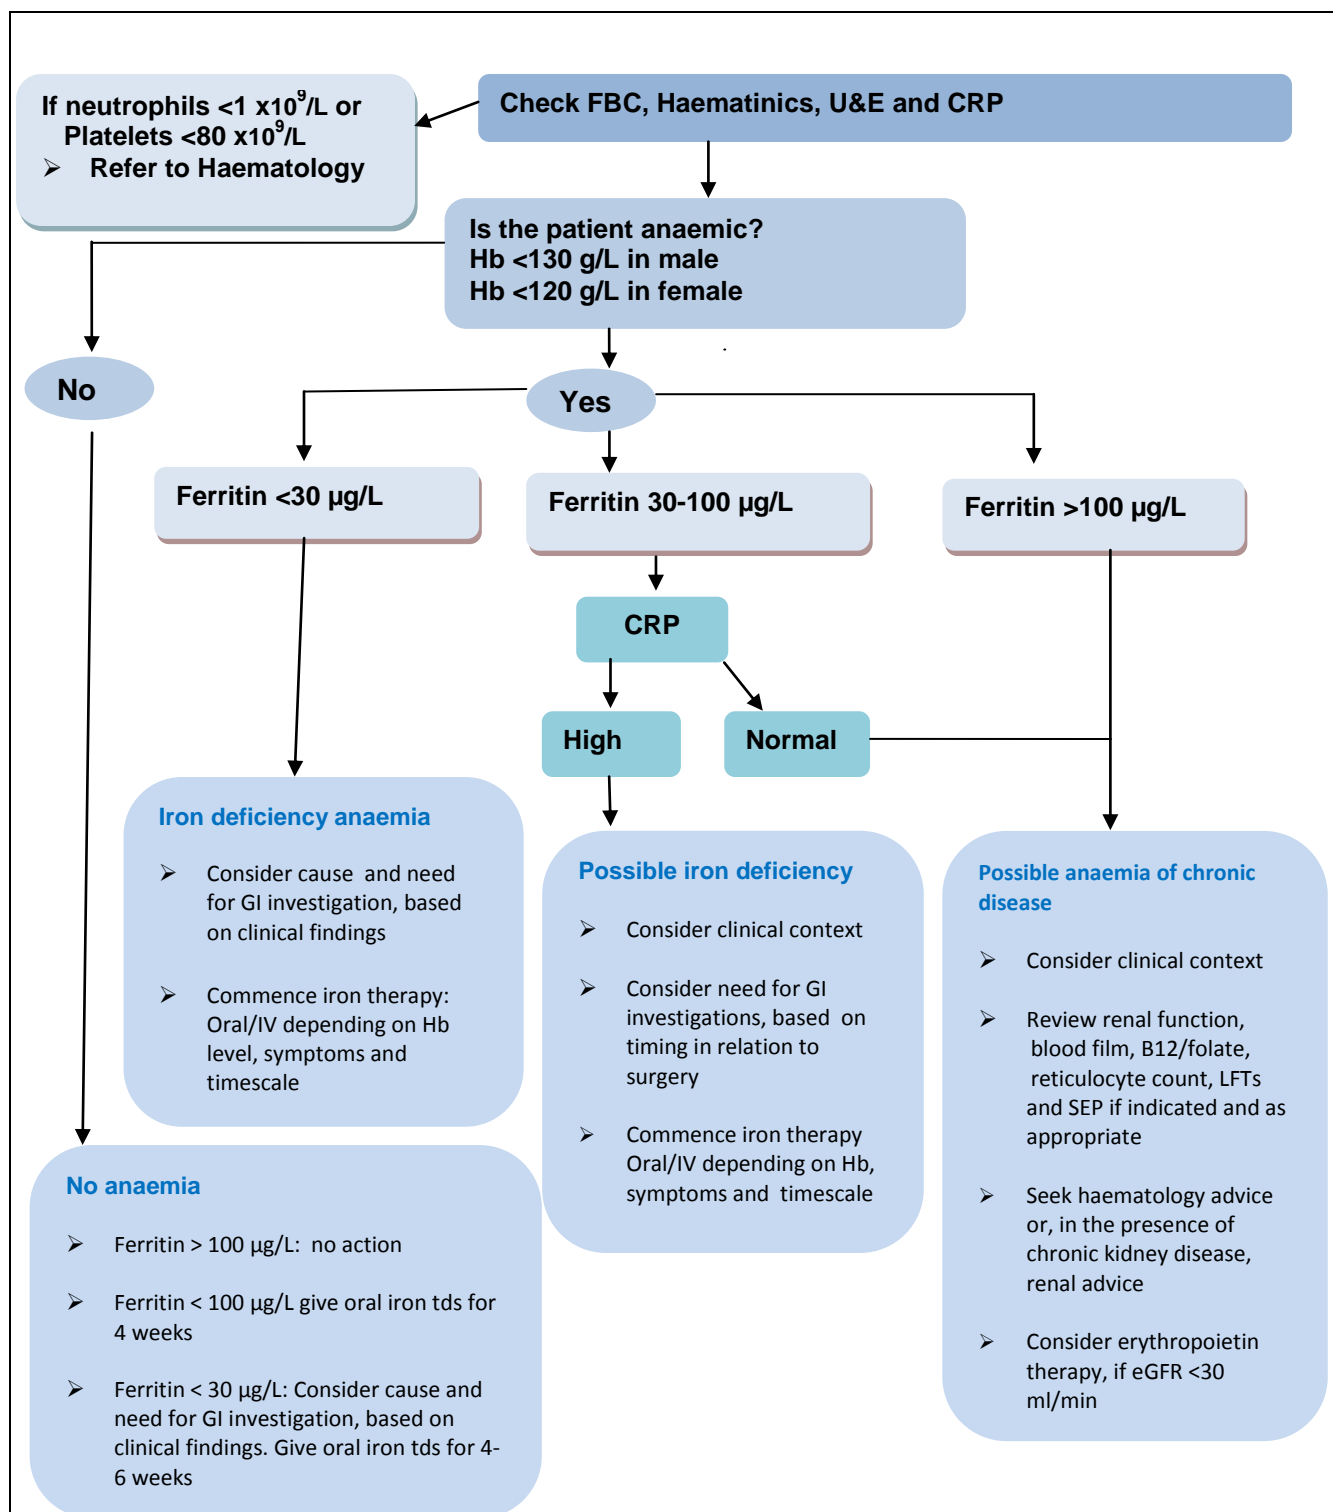 If neutrophils <1 x10⁹/L or
Platelets <80 x10⁹/L
➢ Refer to Haematology
Check FBC, Haematinics, U&E and CRP
Is the patient anaemic?
Hb <130 g/L in male
Hb <120 g/L in female
No
Yes
Ferritin <30 µg/L
Ferritin 30-100 µg/L
Ferritin >100 µg/L
CRP
High
Normal
Iron deficiency anaemia
➢ Consider cause and need
for GI investigation, based
on clinical findings
➢ Commence iron therapy:
Oral/IV depending on Hb
level, symptoms and
timescale
Possible iron deficiency
➢ Consider clinical context
➢ Consider need for GI
investigations, based on
timing in relation to
surgery
➢ Commence iron therapy
Oral/IV depending on Hb,
symptoms and timescale
Possible anaemia of chronic
disease
➢ Consider clinical context
➢ Review renal function,
blood film, B12/folate,
reticulocyte count, LFTs
and SEP if indicated and as
appropriate
➢ Seek haematology advice
or, in the presence of
chronic kidney disease,
renal advice
➢ Consider erythropoietin
therapy, if eGFR <30
ml/min
No anaemia
➢ Ferritin > 100 µg/L: no action
➢ Ferritin < 100 µg/L give oral iron tds for
4 weeks
➢ Ferritin < 30 µg/L: Consider cause and
need for GI investigation, based on
clinical findings. Give oral iron tds for 4-
6 weeks